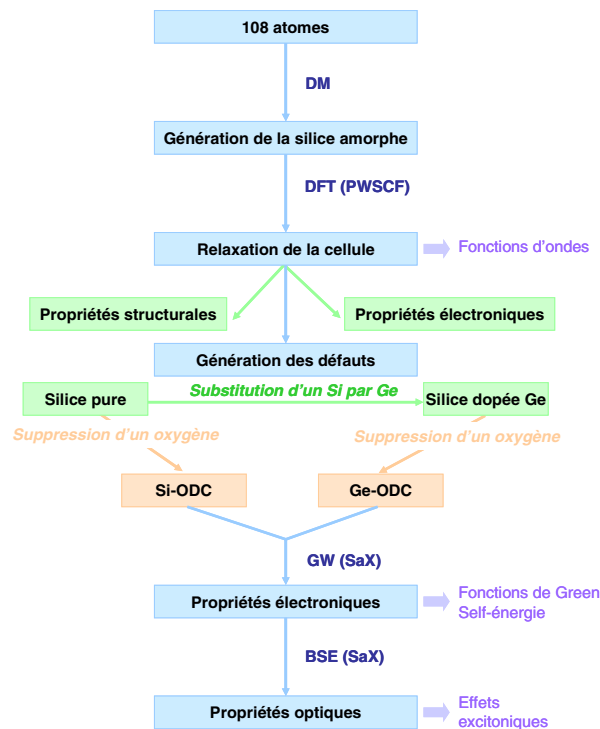 108 atomes
DM
Génération de la silice amorphe
DFT (PWSCF)
Relaxation de la cellule
Fonctions d'ondes
Propriétés structurales
Propriétés électroniques
Génération des défauts
Silice pure
Substitution d'un Si par Ge
Silice dopée Ge
Suppression d'un oxygène
Suppression d'un oxygène
Si-ODC
Ge-ODC
GW (SaX)
Propriétés électroniques
Fonctions de Green
Self-énergie
BSE (SaX)
Propriétés optiques
Effets
excitoniques